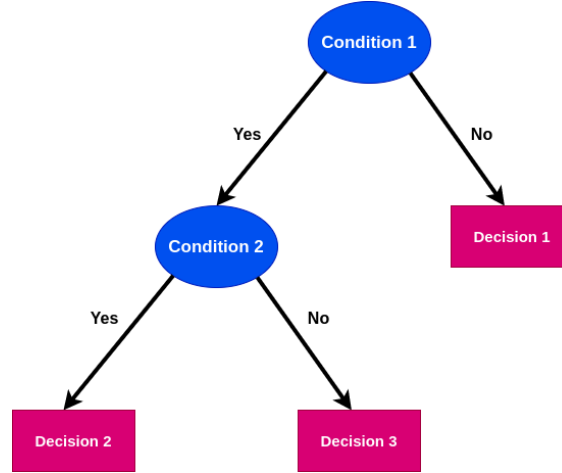 Condition 1
Yes
No
Condition 2
Decision 1
Yes
No
Decision 2
Decision 3